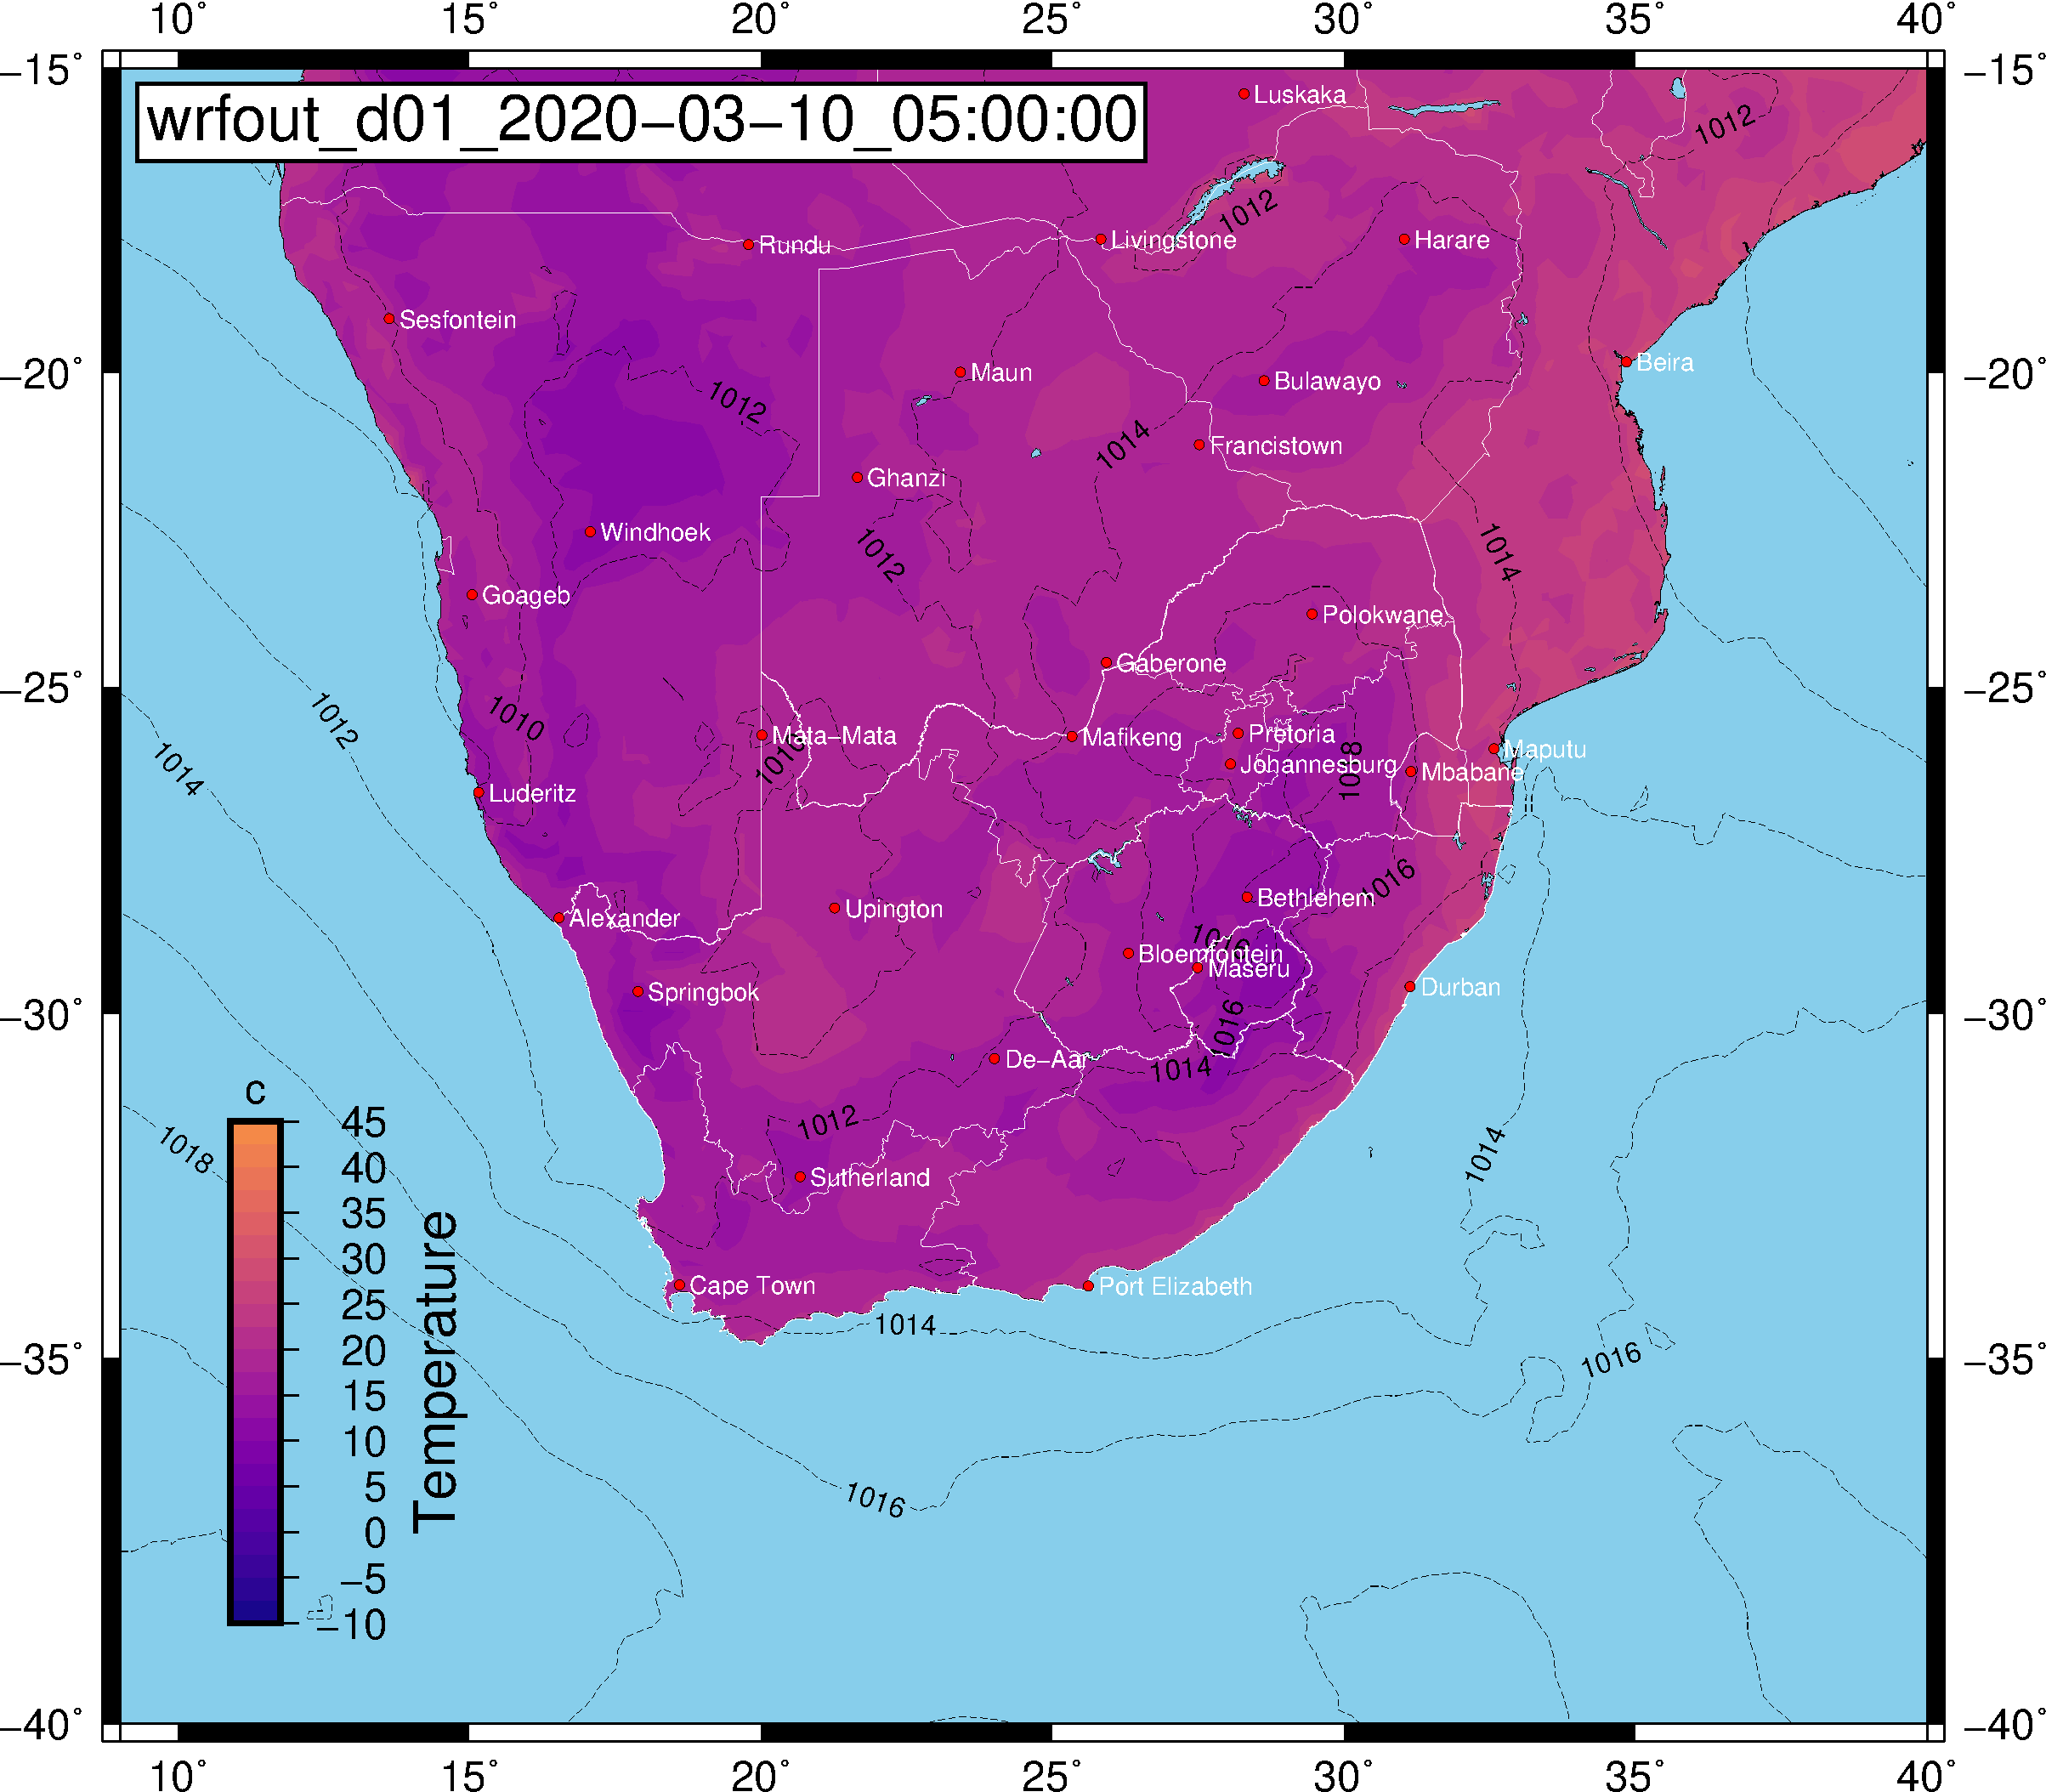 10° 15° 20° 25° 30° 35° 40°
−15° −15°
wrfout_d01_2020−03−10_05:00:00
Luskaka
1012
1012
Rundu
Livingstone
Harare
Sesfontein
Beira
−20° −20°
Maun
Bulawayo
1012
1014
Francistown
Ghanzi
Windhoek
1012
1014
Goageb
Polokwane
Gaberone
−25° −25°
1012
1010
Mata−Mata
1010
Mafikeng
Pretoria
Johannesburg
1018
Mbabane
Maputu
1014
Luderitz
1016
Bethlehem
Alexander
Upington
1016
Bloemfontein
Maseru
Springbok
Durban
−30° −30°
1016
De−Aar
1014
1012
1018
1014
Sutherland
Cape Town
Port Elizabeth
1014
−35° −35°
1016
1016
c
45
40
35
30
25
20
15
10
5
0
−5
−10
Temperature
−40° −40°
10° 15° 20° 25° 30° 35° 40°